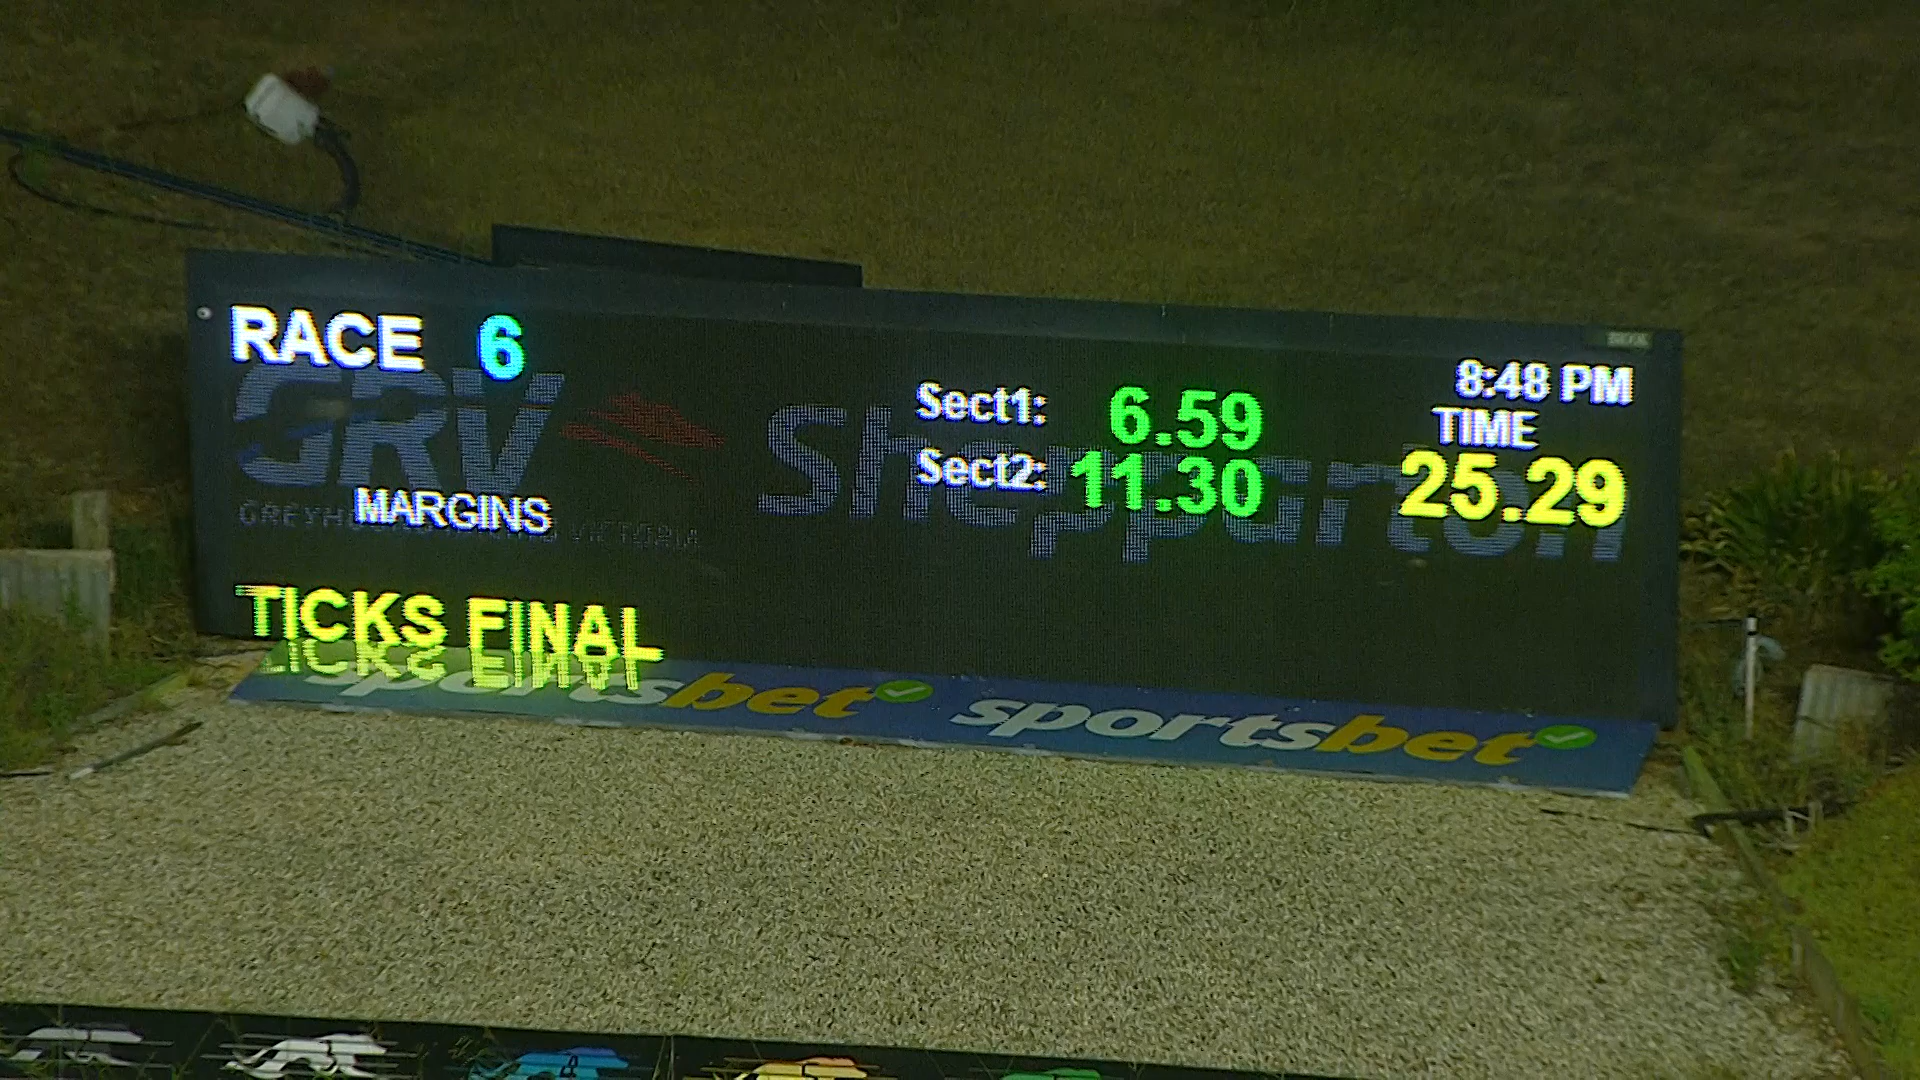 RACE 6
8:48 PM
Sect1: 6.59
TIME
Sect2: 11.30
25.29
GRV
Shepparton
MARGINS
VICTORIA
TICKS FINAL
sportsbet sportsbet